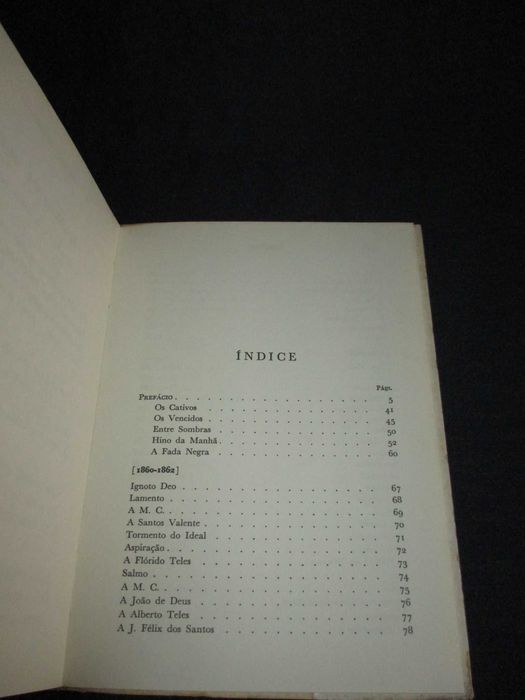 ÍNDICE
Págs.
PREFÁCIO . . . . . . . . . . . . . . . . 5
Os Cativos . . . . . . . . . . . . . . 41
Os Vencidos . . . . . . . . . . . . . 45
Entre Sombras . . . . . . . . . . . . 50
Hino da Manhã . . . . . . . . . . . . 52
A Fada Negra . . . . . . . . . . . . 60
[1860-1862]
Ignoto Deo . . . . . . . . . . . . . . 67
Lamento . . . . . . . . . . . . . . . 68
A M. C. . . . . . . . . . . . . . . . 69
A Santos Valente . . . . . . . . . . . 70
Tormento do Ideal . . . . . . . . . . 71
Aspiração . . . . . . . . . . . . . . 72
A Flórido Teles . . . . . . . . . . . 73
Salmo . . . . . . . . . . . . . . . . 74
A M. C. . . . . . . . . . . . . . . . 75
A João de Deus . . . . . . . . . . . 76
A Alberto Teles . . . . . . . . . . . 77
A J. Félix dos Santos . . . . . . . . 78